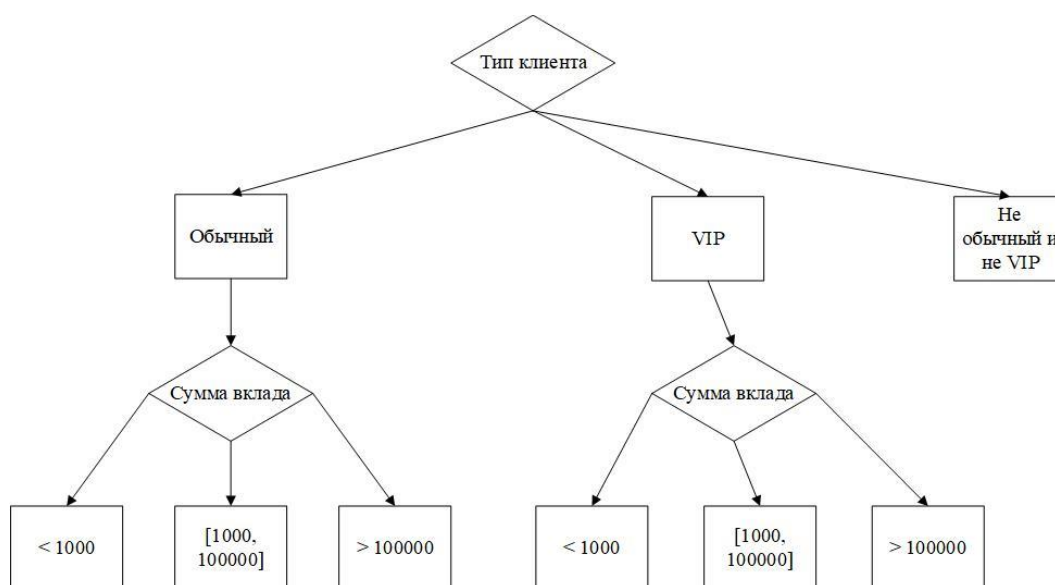 Тип клиента
Обычный
VIP
Не
обычный и
не VIP
Сумма вклада
Сумма вклада
< 1000
[1000,
100000]
> 100000
< 1000
[1000,
100000]
> 100000